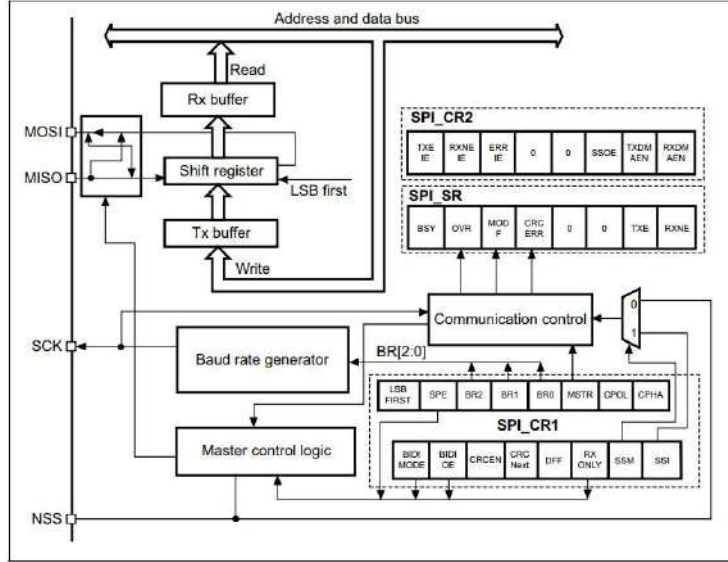 Address and data bus
Read
Rx buffer
MOSI
SPI_CR2
TXE IE
RXNE IE
ERR IE
0
0
SSOE
TXDM AEN
RXDM AEN
MISO
Shift register
LSB first
SPI_SR
BSY
OVR
MOD F
CRC ERR
0
0
TXE
RXNE
Tx buffer
Write
Communication control
0
1
SCK
Baud rate generator
BR[2:0]
LSB FIRST
SPE
BR2
BR1
BR0
MSTR
CPOL
CPHA
SPI_CR1
Master control logic
BIDI MODE
BIDI OE
CRCEN
CRC Next
DFF
RX ONLY
SSM
SSI
NSS